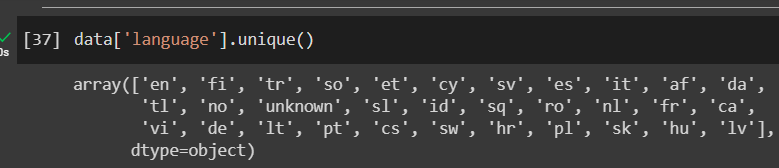 [37] data['language'].unique()
0s
array(['en', 'fi', 'tr', 'so', 'et', 'cy', 'sv', 'es', 'it', 'af', 'da',
'tl', 'no', 'unknown', 'sl', 'id', 'sq', 'ro', 'nl', 'fr', 'ca',
'vi', 'de', 'lt', 'pt', 'cs', 'sw', 'hr', 'pl', 'sk', 'hu', 'lv'],
dtype=object)